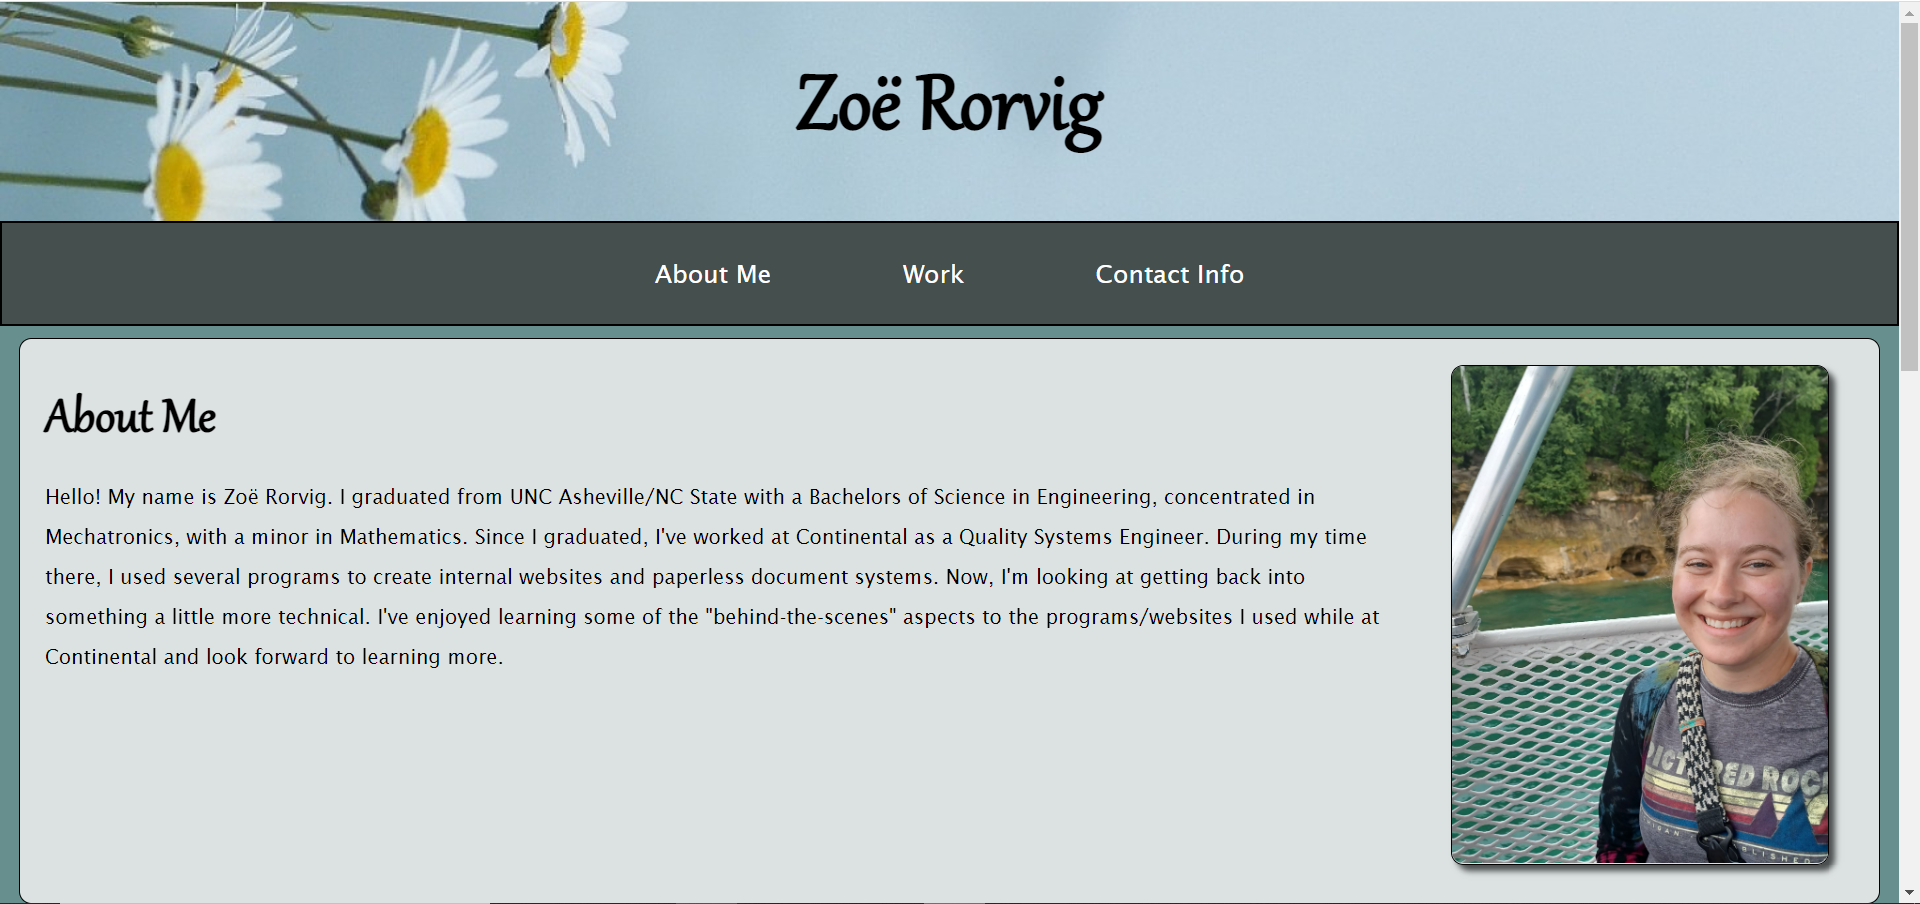 Zoë Rorvig
About Me
Work
Contact Info
About Me
Hello! My name is Zoë Rorvig. I graduated from UNC Asheville/NC State with a Bachelors of Science in Engineering, concentrated in
Mechatronics, with a minor in Mathematics. Since I graduated, I've worked at Continental as a Quality Systems Engineer. During my time
there, I used several programs to create internal websites and paperless document systems. Now, I'm looking at getting back into
something a little more technical. I've enjoyed learning some of the "behind-the-scenes" aspects to the programs/websites I used while at
Continental and look forward to learning more.